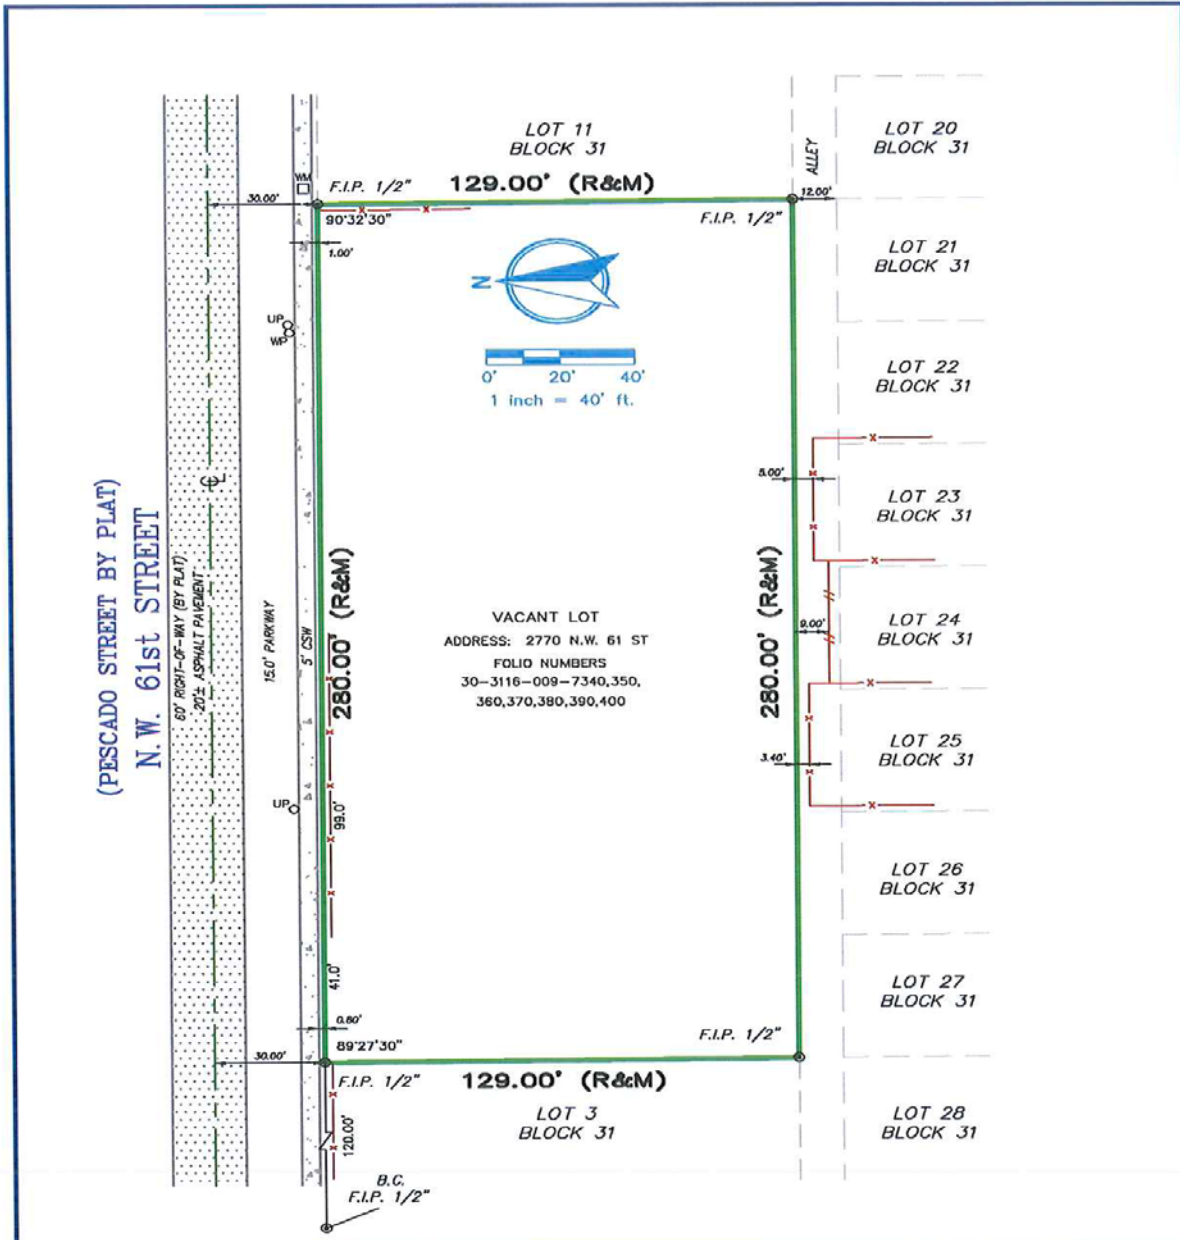 LOT 11
BLOCK 31
LOT 20
BLOCK 31
ALLEY
WM
F.I.P. 1/2"
129.00' (R&M)
30.00'
12.00'
90°32'30"
F.I.P. 1/2"
1.00'
LOT 21
BLOCK 31
N
UP
WP
0' 20' 40'
1 inch = 40' ft.
LOT 22
BLOCK 31
5.00'
LOT 23
BLOCK 31
(PESCADO STREET BY PLAT)
N.W. 61st STREET
60' RIGHT-OF-WAY (BY PLAT)
20'± ASPHALT PAVEMENT
15.0' PARKWAY
5' CSW
280.00' (R&M)
VACANT LOT
ADDRESS: 2770 N.W. 61 ST
FOLIO NUMBERS
30-3116-009-7340,350,
360,370,380,390,400
280.00' (R&M)
9.00'
LOT 24
BLOCK 31
3.40'
LOT 25
BLOCK 31
UP
99.0'
LOT 26
BLOCK 31
41.0'
LOT 27
BLOCK 31
0.80'
89°27'30"
30.00'
F.I.P. 1/2"
F.I.P. 1/2"
129.00' (R&M)
LOT 3
BLOCK 31
LOT 28
BLOCK 31
120.00'
B.C.
F.I.P. 1/2"